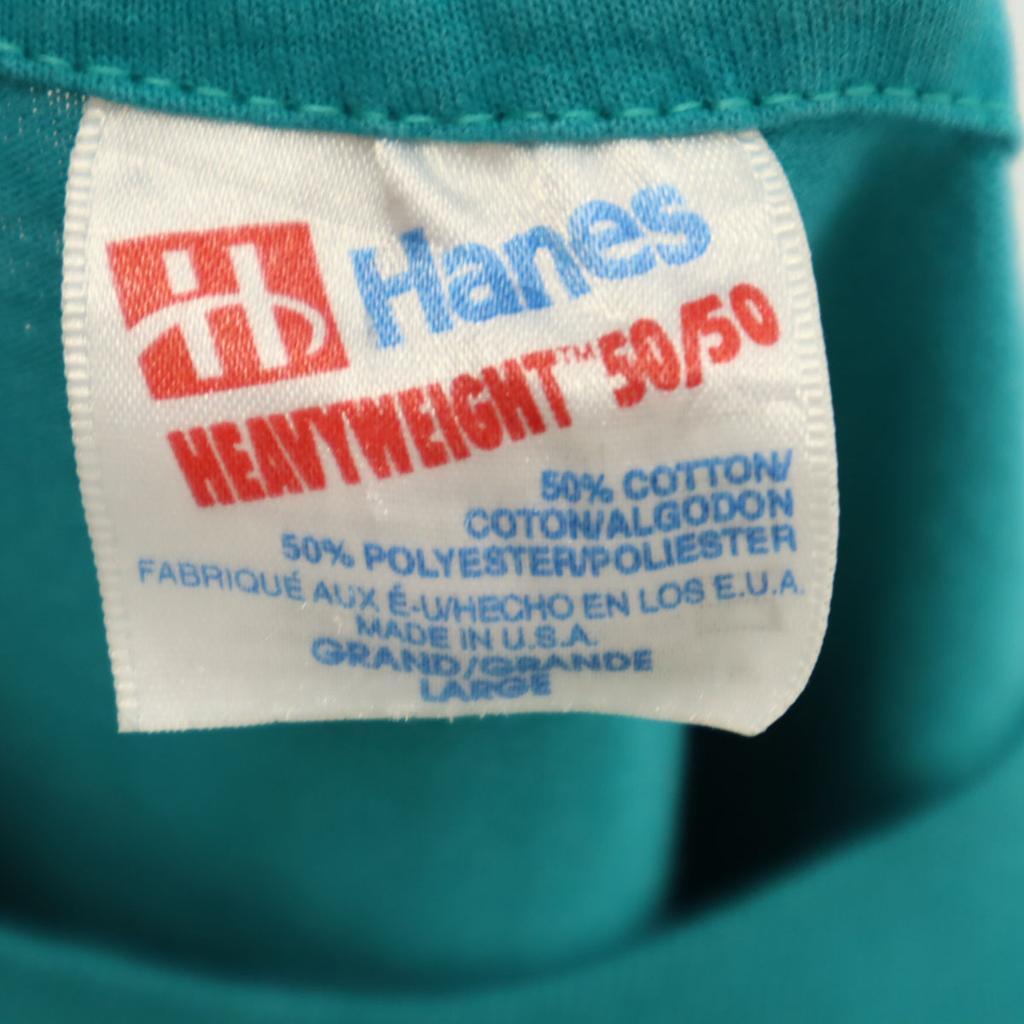 Hanes
HEAVYWEIGHT™ 50/50
50% COTTON/
COTON/ALGODON
50% POLYESTER/POLIESTER
FABRIQUÉ AUX É-U/HECHO EN LOS E.U.A.
MADE IN U.S.A.
GRAND/GRANDE
LARGE